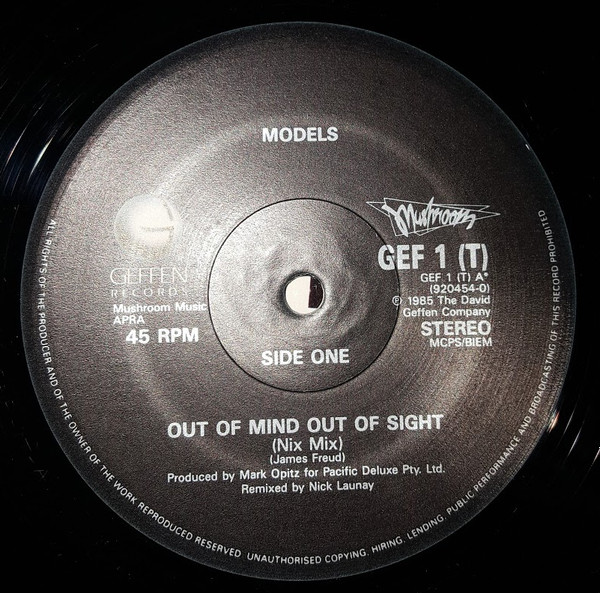 MODELS
GEFFEN
RECORDS
Mushroom Music
APRA
45 RPM
Mushroom
GEF 1 (T)
GEF 1 (T) A*
(920454-0)
℗ 1985 The David
Geffen Company
STEREO
MCPS/BIEM
SIDE ONE
OUT OF MIND OUT OF SIGHT
(Nix Mix)
(James Freud)
Produced by Mark Opitz for Pacific Deluxe Pty. Ltd.
Remixed by Nick Launay
ALL RIGHTS OF THE PRODUCER AND OF THE OWNER OF THE WORK REPRODUCED RESERVED UNAUTHORISED COPYING, HIRING, LENDING, PUBLIC PERFORMANCE AND BROADCASTING OF THIS RECORD PROHIBITED